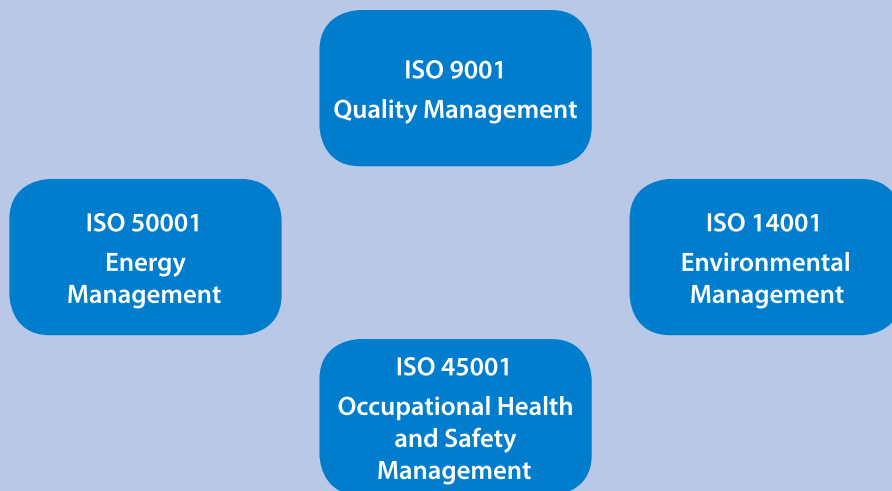 ISO 9001
Quality Management
ISO 50001
Energy
Management
ISO 14001
Environmental
Management
ISO 45001
Occupational Health
and Safety
Management